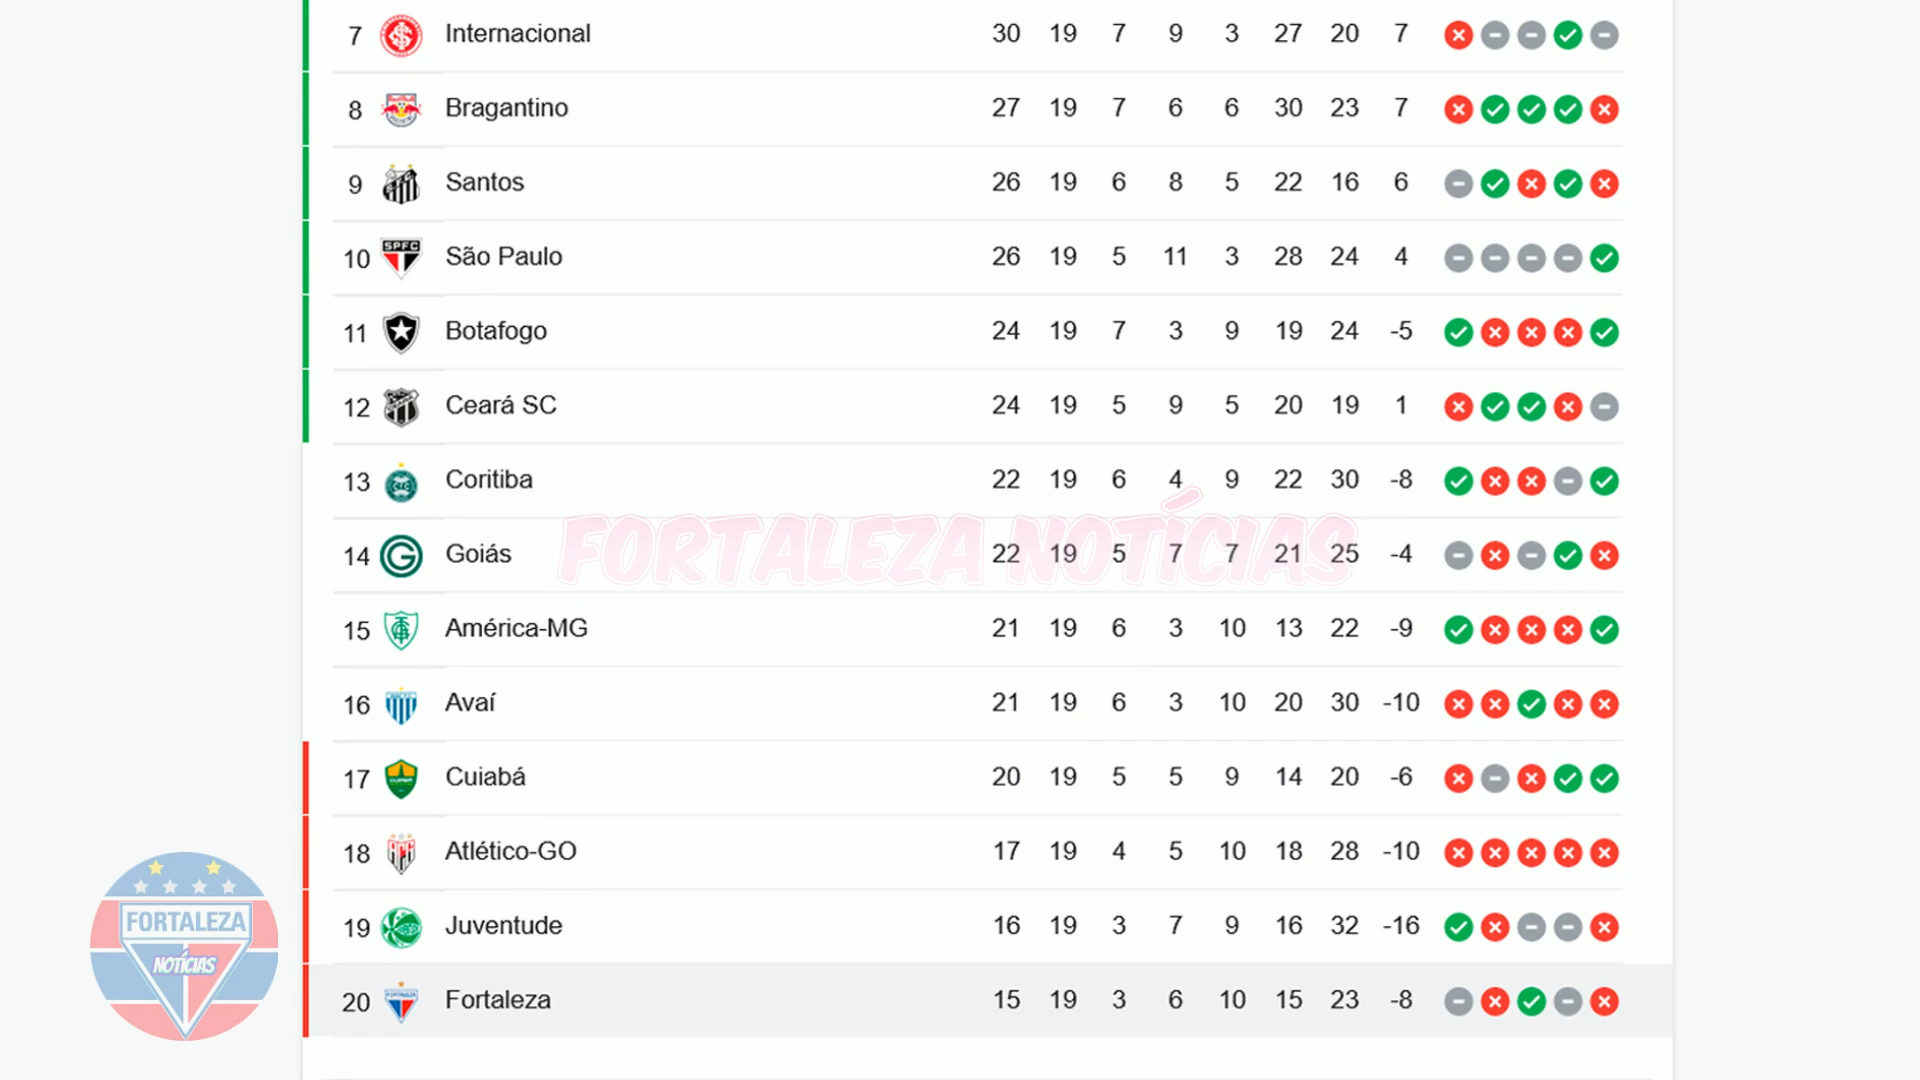 7 Internacional 30 19 7 9 3 27 20 7
8 Bragantino 27 19 7 6 6 30 23 7
9 Santos 26 19 6 8 5 22 16 6
SPFC
10 São Paulo 26 19 5 11 3 28 24 4
11 Botafogo 24 19 7 3 9 19 24 -5
12 Ceará SC 24 19 5 9 5 20 19 1
13 Coritiba 22 19 6 4 9 22 30 -8
FORTALEZA NOTÍCIAS
14 Goiás 22 19 5 7 7 21 25 -4
15 América-MG 21 19 6 3 10 13 22 -9
16 Avaí 21 19 6 3 10 20 30 -10
17 Cuiabá 20 19 5 5 9 14 20 -6
18 Atlético-GO 17 19 4 5 10 18 28 -10
19 Juventude 16 19 3 7 9 16 32 -16
20 Fortaleza 15 19 3 6 10 15 23 -8
FORTALEZA
NOTÍCIAS